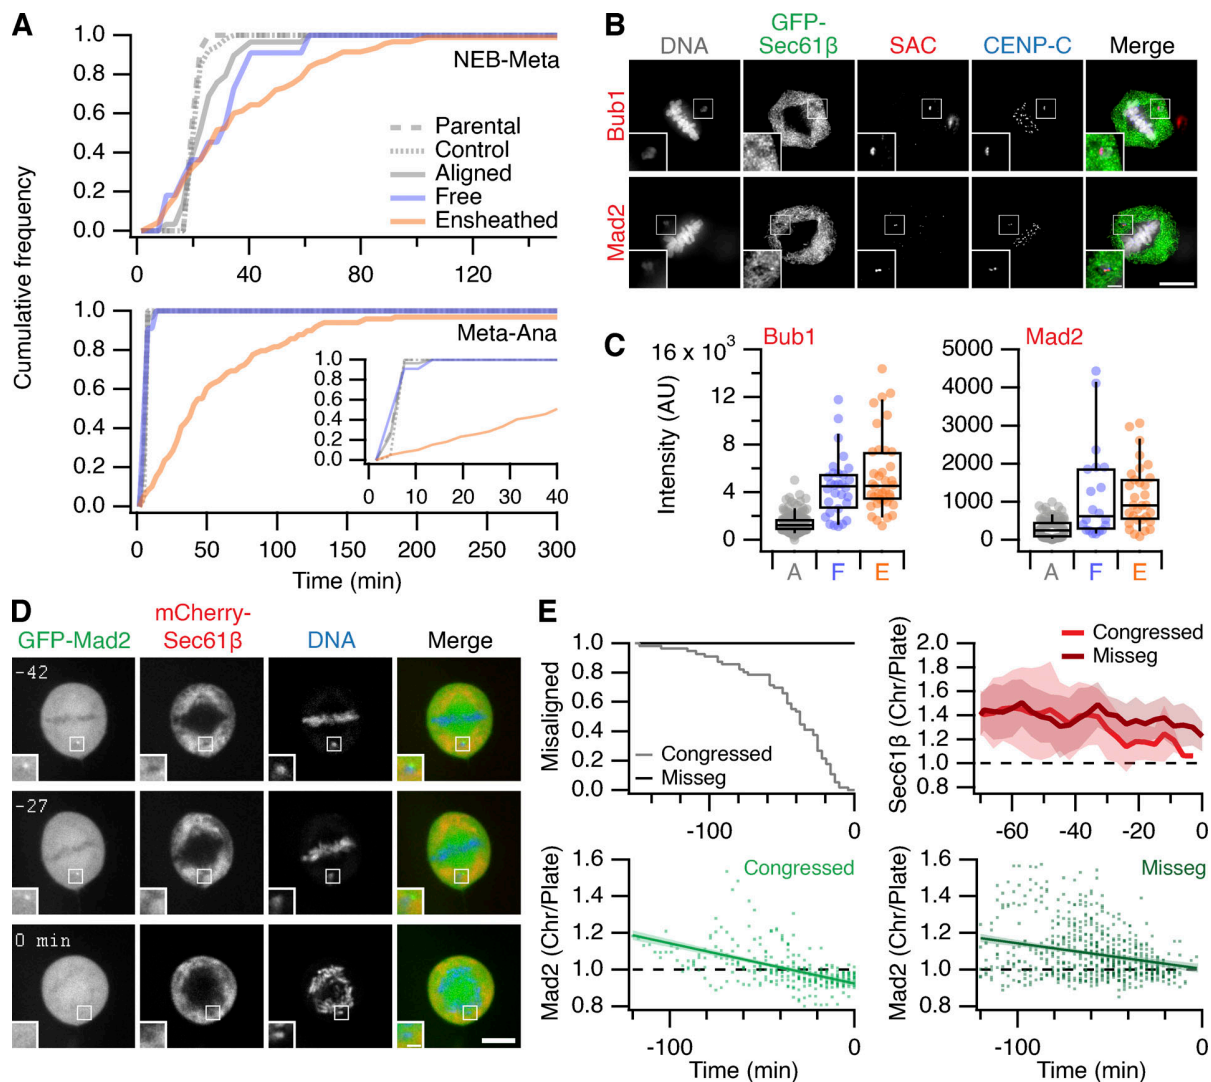 A
Cumulative frequency
1.0
0.8
0.6
0.4
0.2
0.0
NEB-Meta
Parental
Control
Aligned
Free
Ensheathed
0 40 80 120
1.0
0.8
0.6
0.4
0.2
0.0
Meta-Ana
1.0
0.8
0.6
0.4
0.2
0.0
0 10 20 30 40
0 50 100 150 200 250 300
Time (min)
B
DNA GFP-Sec61β SAC CENP-C Merge
Bub1
Mad2
C
Bub1
16 x 10³
12
8
4
0
Intensity (AU)
A F E
Mad2
5000
4000
3000
2000
1000
0
A F E
D
GFP-Mad2 mCherry-Sec61β DNA Merge
-42
-27
0 min
E
Misaligned
1.0
0.8
0.6
0.4
0.2
0.0
Congressed
Misseg
-100 0
Sec61β (Chr/Plate)
2.0
1.8
1.6
1.4
1.2
1.0
0.8
Congressed
Misseg
-60 -40 -20 0
Mad2 (Chr/Plate)
1.6
1.4
1.2
1.0
0.8
Congressed
-100 0
Time (min)
Mad2 (Chr/Plate)
1.6
1.4
1.2
1.0
0.8
Misseg
-100 0
Time (min)